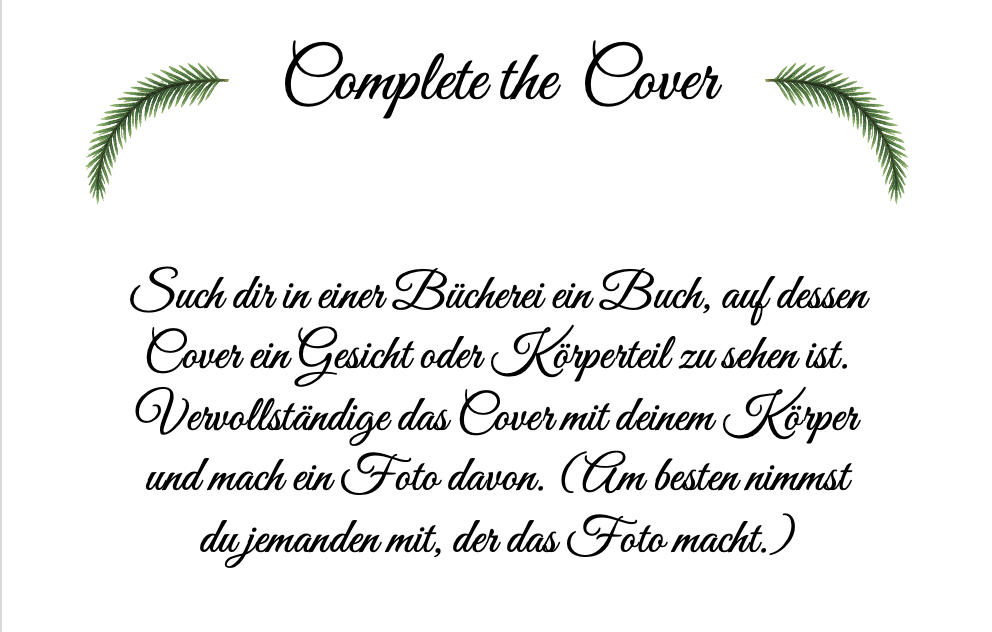 Complete the Cover
Such dir in einer Bücherei ein Buch, auf dessen
Cover ein Gesicht oder Körperteil zu sehen ist.
Vervollständige das Cover mit deinem Körper
und mach ein Foto davon. (Am besten nimmst
du jemanden mit, der das Foto macht.)